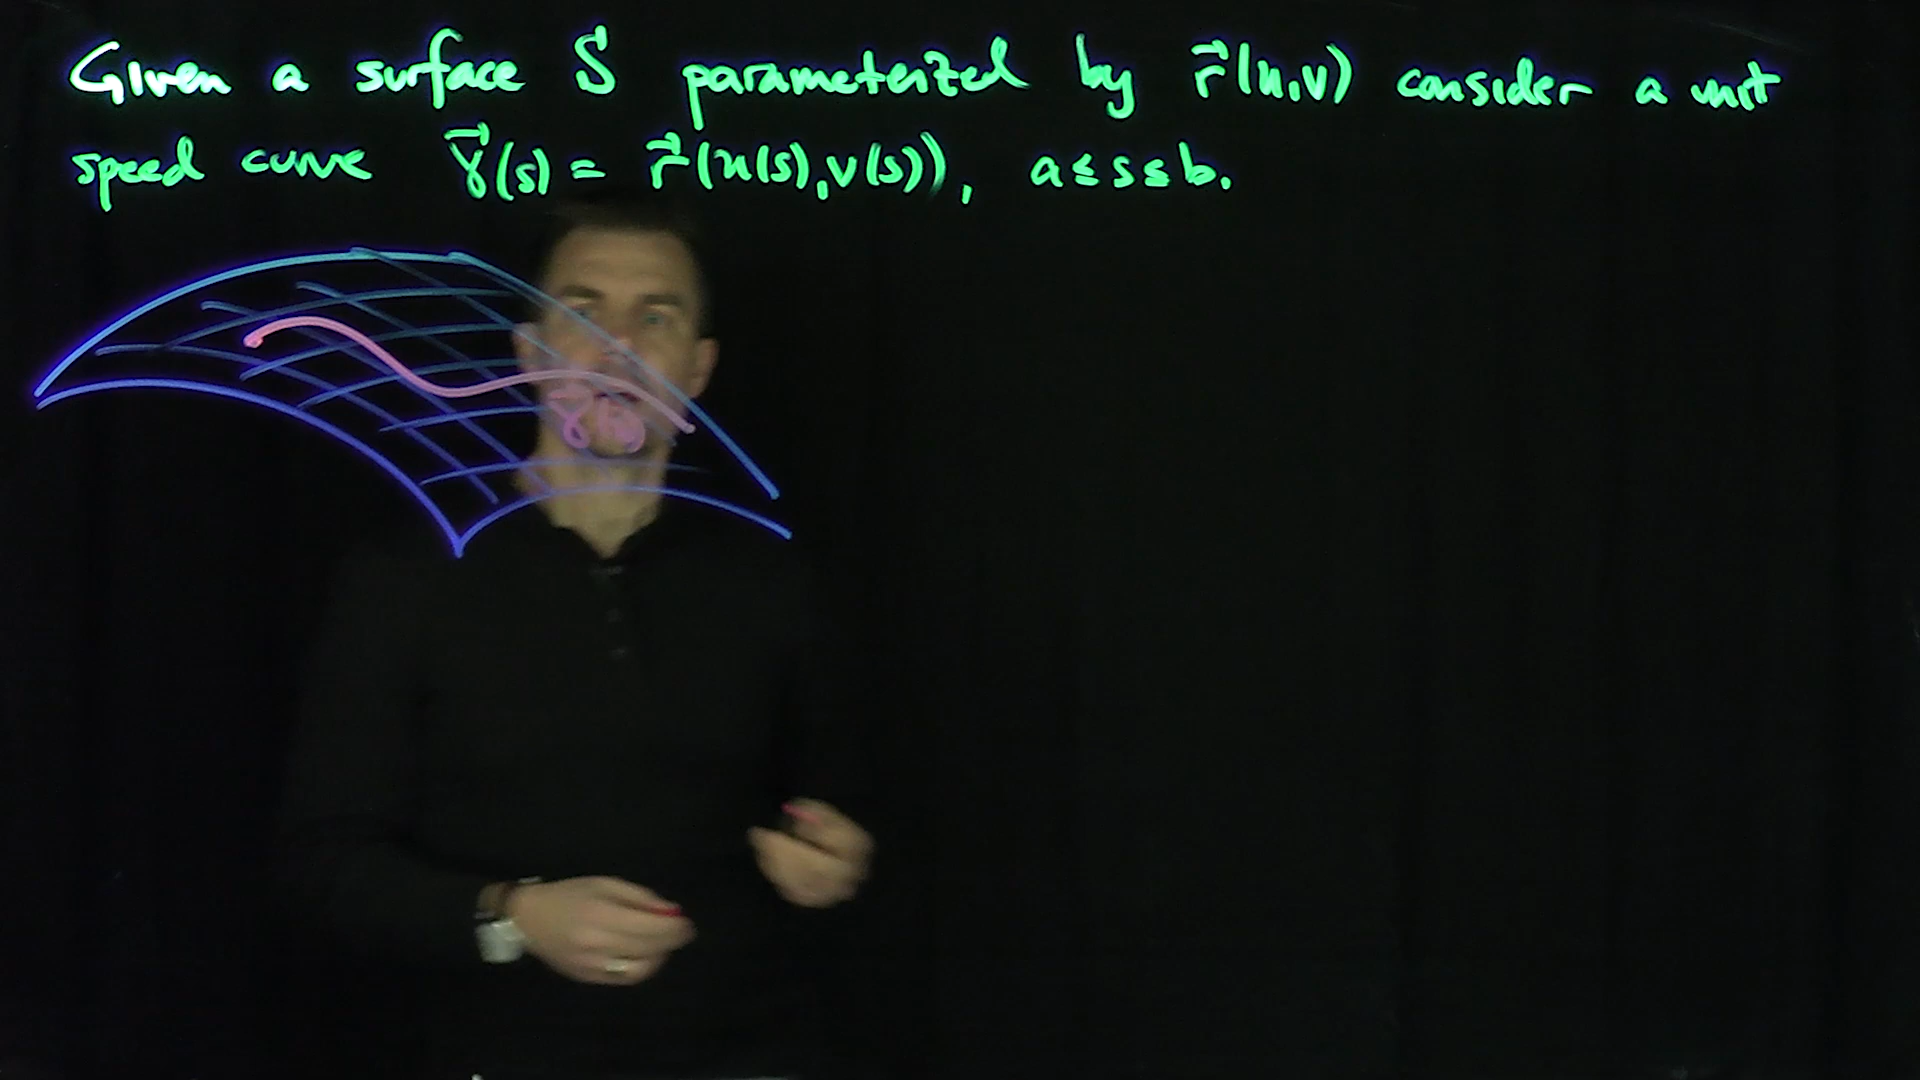 Given a surface S parameterized by r⃗(u,v) consider a unit
speed curve γ⃗(s) = r⃗(u(s),v(s)), a≤s≤b.